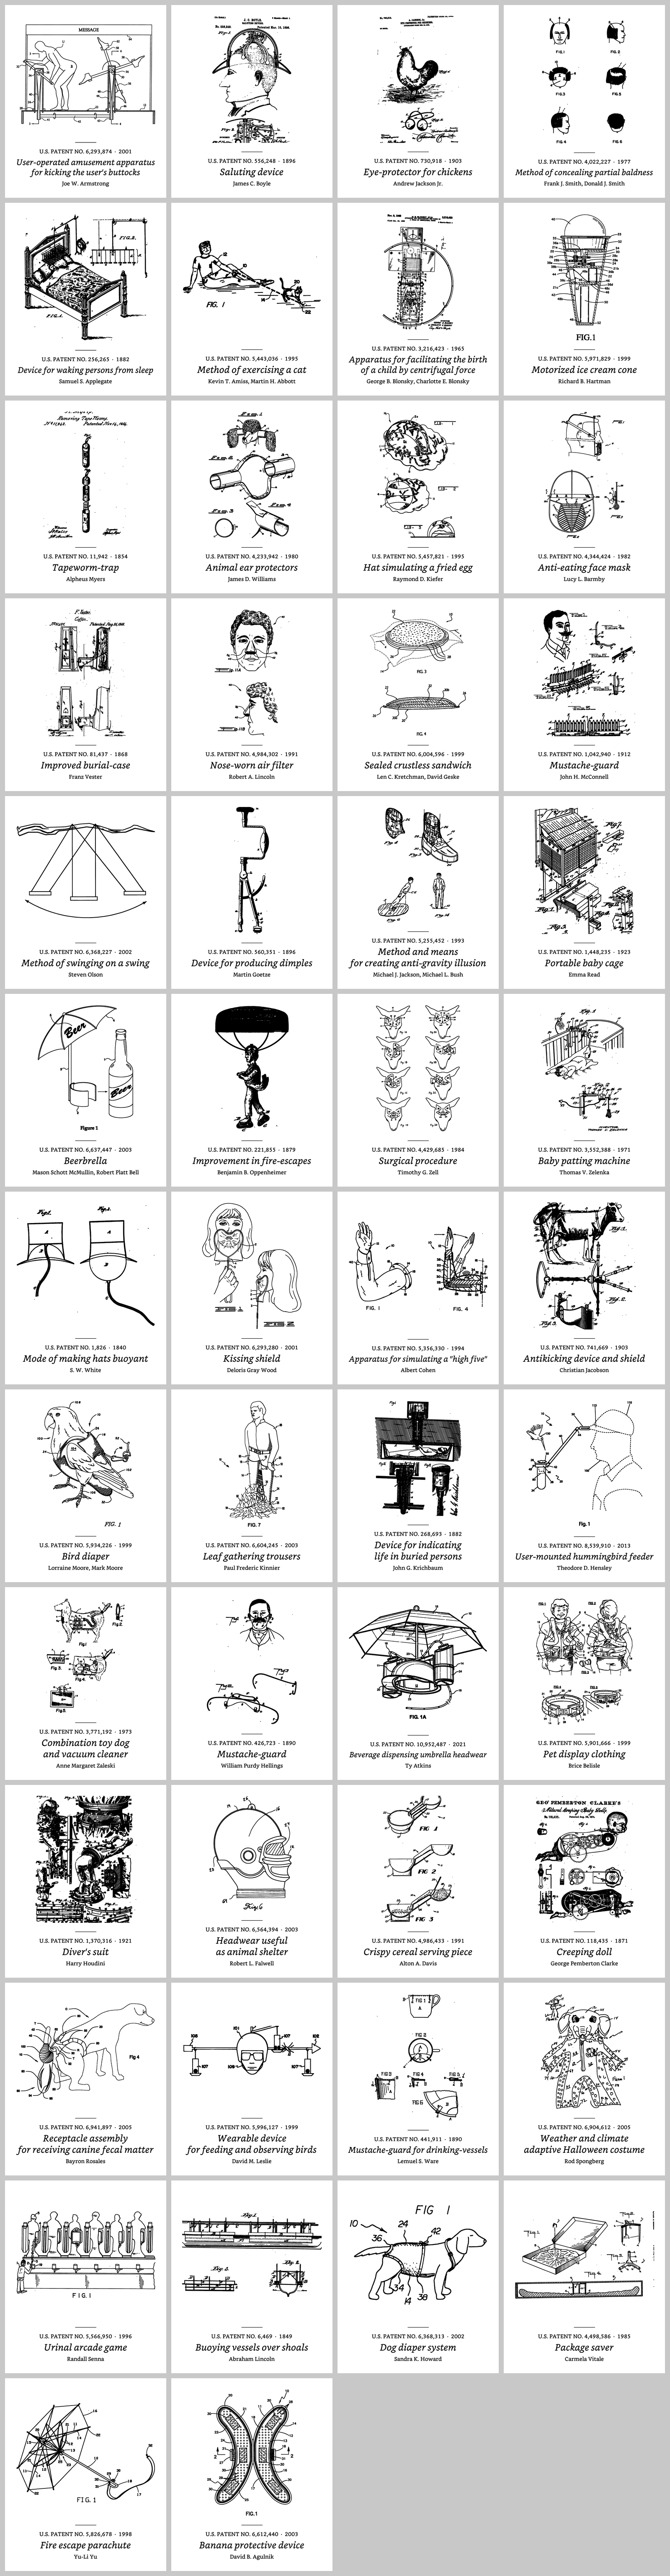 MESSAGE
U.S. PATENT NO. 6,293,874 · 2001
User-operated amusement apparatus
for kicking the user's buttocks
Joe W. Armstrong
U.S. PATENT NO. 556,248 · 1896
Saluting device
James C. Boyle
U.S. PATENT NO. 730,918 · 1903
Eye-protector for chickens
Andrew Jackson Jr.
U.S. PATENT NO. 4,022,227 · 1977
Method of concealing partial baldness
Frank J. Smith, Donald J. Smith
U.S. PATENT NO. 256,265 · 1882
Device for waking persons from sleep
Samuel S. Applegate
FIG. 1
U.S. PATENT NO. 5,443,036 · 1995
Method of exercising a cat
Kevin T. Amiss, Martin H. Abbott
U.S. PATENT NO. 3,216,423 · 1965
Apparatus for facilitating the birth
of a child by centrifugal force
George B. Blonsky, Charlotte E. Blonsky
FIG.1
U.S. PATENT NO. 5,971,829 · 1999
Motorized ice cream cone
Richard B. Hartman
U.S. PATENT NO. 11,942 · 1854
Tapeworm-trap
Alpheus Myers
U.S. PATENT NO. 4,233,942 · 1980
Animal ear protectors
James D. Williams
U.S. PATENT NO. 5,457,821 · 1995
Hat simulating a fried egg
Raymond D. Kiefer
U.S. PATENT NO. 4,344,424 · 1982
Anti-eating face mask
Lucy L. Barmby
U.S. PATENT NO. 81,437 · 1868
Improved burial-case
Franz Vester
U.S. PATENT NO. 4,984,302 · 1991
Nose-worn air filter
Robert A. Lincoln
FIG. 3
FIG. 4
U.S. PATENT NO. 6,004,596 · 1999
Sealed crustless sandwich
Len C. Kretchman, David Geske
U.S. PATENT NO. 1,042,940 · 1912
Mustache-guard
John H. McConnell
U.S. PATENT NO. 6,368,227 · 2002
Method of swinging on a swing
Steven Olson
U.S. PATENT NO. 560,351 · 1896
Device for producing dimples
Martin Goetze
U.S. PATENT NO. 5,255,452 · 1993
Method and means
for creating anti-gravity illusion
Michael J. Jackson, Michael L. Bush
U.S. PATENT NO. 1,448,235 · 1923
Portable baby cage
Emma Read
Beer
Beer
Figure 1
U.S. PATENT NO. 6,637,447 · 2003
Beerbrella
Mason Schott McMullin, Robert Platt Bell
U.S. PATENT NO. 221,855 · 1879
Improvement in fire-escapes
Benjamin B. Oppenheimer
U.S. PATENT NO. 4,429,685 · 1984
Surgical procedure
Timothy G. Zell
U.S. PATENT NO. 3,552,388 · 1971
Baby patting machine
Thomas V. Zelenka
U.S. PATENT NO. 1,826 · 1840
Mode of making hats buoyant
S. W. White
U.S. PATENT NO. 6,293,280 · 2001
Kissing shield
Deloris Gray Wood
FIG. 1
FIG. 4
U.S. PATENT NO. 5,356,330 · 1994
Apparatus for simulating a "high five"
Albert Cohen
U.S. PATENT NO. 741,669 · 1903
Antikicking device and shield
Christian Jacobson
FIG. 1
U.S. PATENT NO. 5,934,226 · 1999
Bird diaper
Lorraine Moore, Mark Moore
FIG. 7
U.S. PATENT NO. 6,604,245 · 2003
Leaf gathering trousers
Paul Frederic Kinnier
U.S. PATENT NO. 268,693 · 1882
Device for indicating
life in buried persons
John G. Krichbaum
Fig. 1
U.S. PATENT NO. 8,539,910 · 2013
User-mounted hummingbird feeder
Theodore D. Hensley
U.S. PATENT NO. 3,771,192 · 1973
Combination toy dog
and vacuum cleaner
Anne Margaret Zaleski
U.S. PATENT NO. 426,723 · 1890
Mustache-guard
William Purdy Hellings
FIG. 1A
U.S. PATENT NO. 10,952,487 · 2021
Beverage dispensing umbrella headwear
Ty Atkins
U.S. PATENT NO. 5,901,666 · 1999
Pet display clothing
Brice Belisle
U.S. PATENT NO. 1,370,316 · 1921
Diver's suit
Harry Houdini
U.S. PATENT NO. 6,564,394 · 2003
Headwear useful
as animal shelter
Robert L. Falwell
FIG 1
FIG 2
FIG 3
U.S. PATENT NO. 4,986,433 · 1991
Crispy cereal serving piece
Alton A. Davis
GEO PEMBERTON CLARKE'S
U.S. PATENT NO. 118,435 · 1871
Creeping doll
George Pemberton Clarke
Fig 4
U.S. PATENT NO. 6,941,897 · 2005
Receptacle assembly
for receiving canine fecal matter
Bayron Rosales
U.S. PATENT NO. 5,996,127 · 1999
Wearable device
for feeding and observing birds
David M. Leslie
U.S. PATENT NO. 441,911 · 1890
Mustache-guard for drinking-vessels
Lemuel S. Ware
U.S. PATENT NO. 6,904,612 · 2005
Weather and climate
adaptive Halloween costume
Rod Spongberg
FIG. 1
U.S. PATENT NO. 5,566,950 · 1996
Urinal arcade game
Randall Senna
U.S. PATENT NO. 6,469 · 1849
Buoying vessels over shoals
Abraham Lincoln
FIG 1
10
36
24
42
34
14
38
U.S. PATENT NO. 6,368,313 · 2002
Dog diaper system
Sandra K. Howard
U.S. PATENT NO. 4,498,586 · 1985
Package saver
Carmela Vitale
FIG. 1
U.S. PATENT NO. 5,826,678 · 1998
Fire escape parachute
Yu-Li Yu
FIG.1
U.S. PATENT NO. 6,612,440 · 2003
Banana protective device
David B. Agulnik